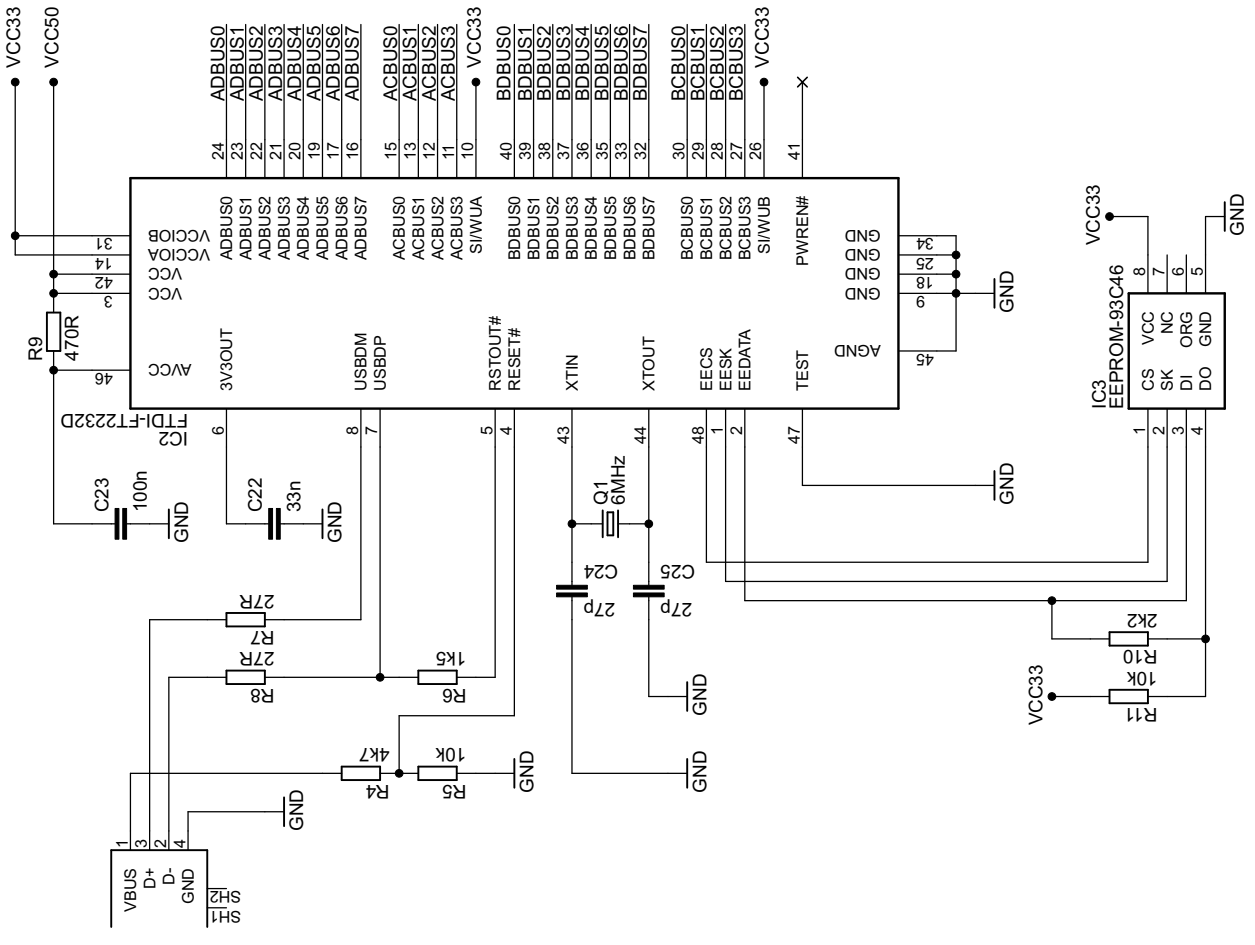 VCC33
VCC50
ADBUS0
ADBUS1
ADBUS2
ADBUS3
ADBUS4
ADBUS5
ADBUS6
ADBUS7
ACBUS0
ACBUS1
ACBUS2
ACBUS3
VCC33
BDBUS0
BDBUS1
BDBUS2
BDBUS3
BDBUS4
BDBUS5
BDBUS6
BDBUS7
BCBUS0
BCBUS1
BCBUS2
BCBUS3
VCC33
24
23
22
21
20
19
17
16
15
13
12
11
10
40
39
38
37
36
35
33
32
30
29
28
27
26
41
ADBUS0
ADBUS1
ADBUS2
ADBUS3
ADBUS4
ADBUS5
ADBUS6
ADBUS7
ACBUS0
ACBUS1
ACBUS2
ACBUS3
SI/WUA
BDBUS0
BDBUS1
BDBUS2
BDBUS3
BDBUS4
BDBUS5
BDBUS6
BDBUS7
BCBUS0
BCBUS1
BCBUS2
BCBUS3
SI/WUB
PWREN#
31 VCCIOB
14 VCCIOA
42 VCC
3 VCC
46 AVCC
GND 34
GND 25
GND 18
GND 9
AGND 45
GND
R9
470R
3V3OUT
USBDM
USBDP
RSTOUT#
RESET#
XTIN
XTOUT
EECS
EESK
EEDATA
TEST
IC2
FTDI-FT2232D
6
8
7
5
4
43
44
48
1
2
47
GND
C23
100n
GND
C22
33n
GND
Q1
6MHz
C24
27p
C25
27p
GND
GND
R7
27R
R8
27R
R6
1k5
R4
4k7
R5
10k
GND
GND
1
3
2
4
VBUS
D+
D-
GND
SH2
SH1
VCC33
GND
8
7
6
5
VCC
NC
ORG
GND
CS
SK
DI
DO
IC3
EEPROM-93C46
1
2
3
4
R10
2k2
R11
10k
VCC33